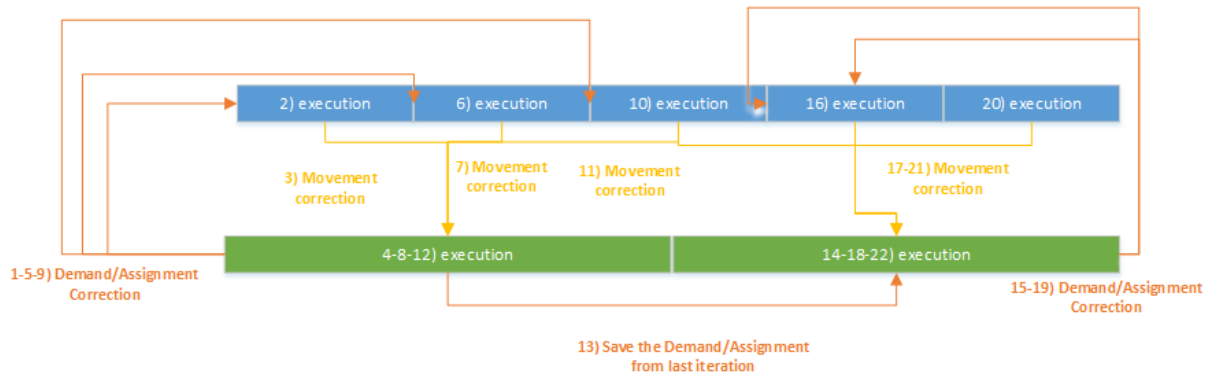 2) execution
6) execution
10) execution
16) execution
20) execution
3) Movement
correction
7) Movement
correction
11) Movement
correction
17-21) Movement
correction
4-8-12) execution
14-18-22) execution
1-5-9) Demand/Assignment
Correction
15-19) Demand/Assignment
Correction
13) Save the Demand/Assignment
from last iteration